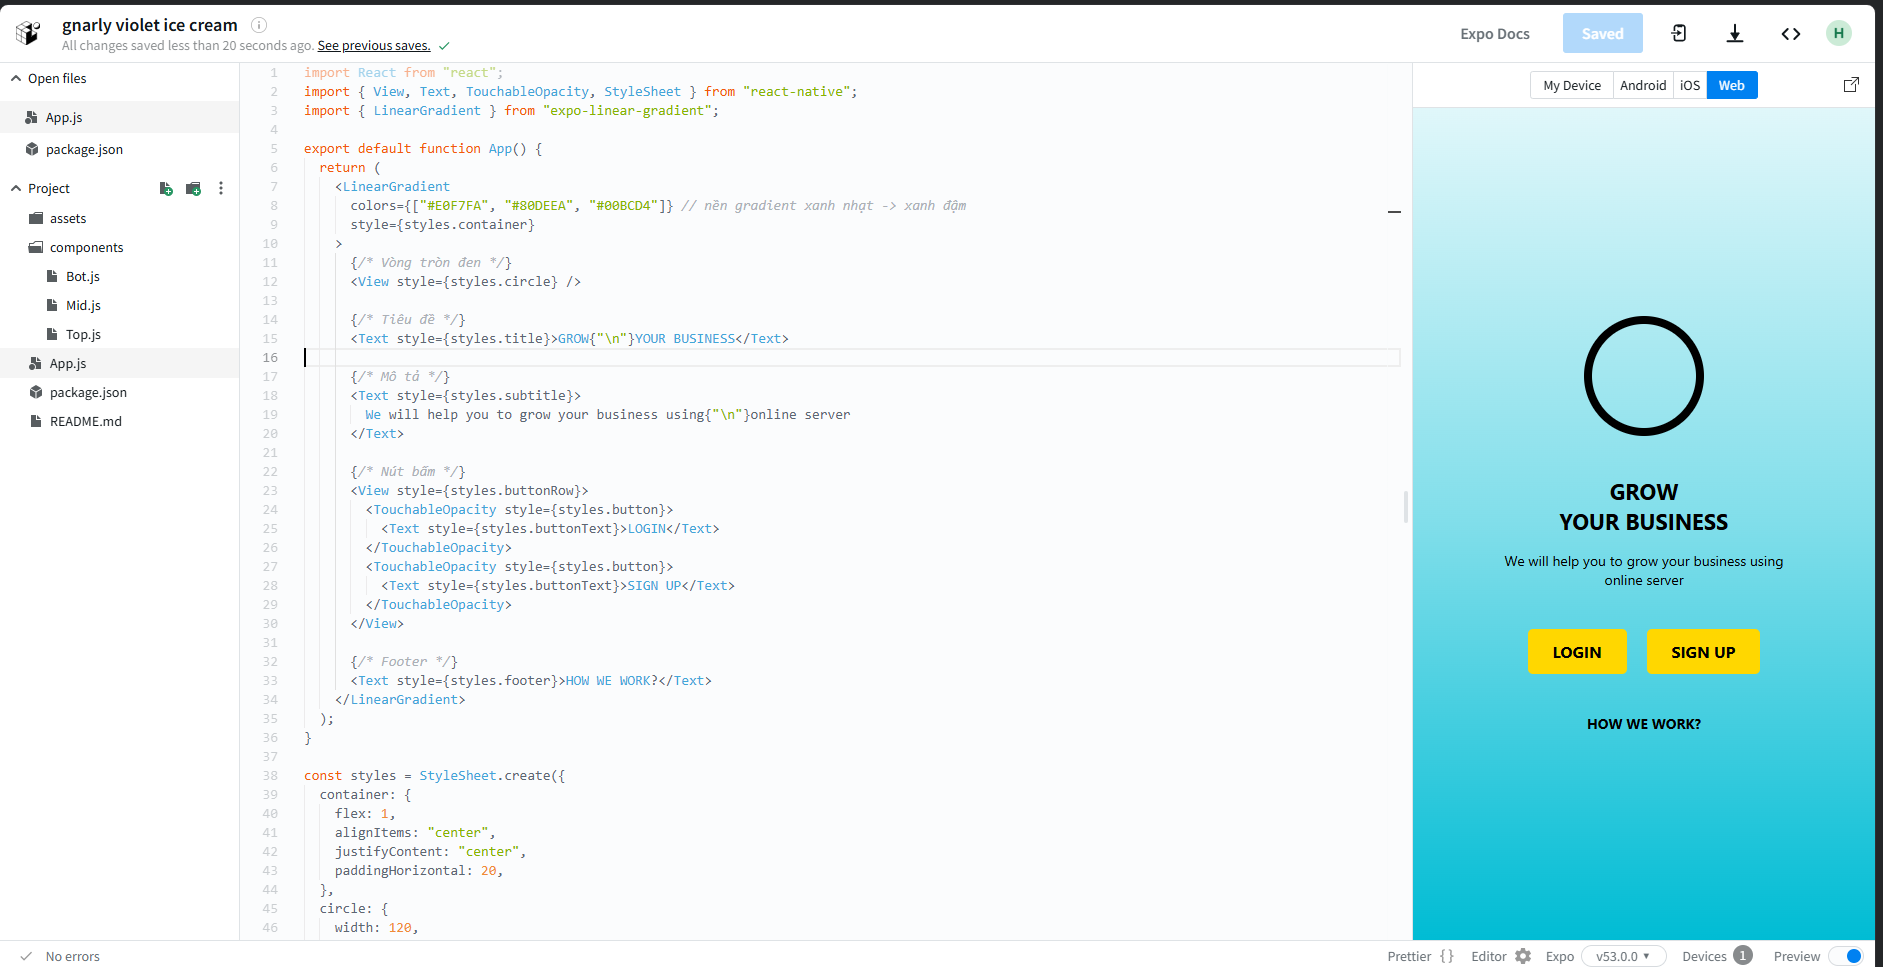 gnarly violet ice cream
All changes saved less than 20 seconds ago. See previous saves.
Expo Docs
Saved
H
Open files
App.js
package.json
Project
assets
components
Bot.js
Mid.js
Top.js
App.js
package.json
README.md
1 import React from "react";
2 import { View, Text, TouchableOpacity, StyleSheet } from "react-native";
3 import { LinearGradient } from "expo-linear-gradient";
4
5 export default function App() {
6 return (
7 <LinearGradient
8 colors={["#E0F7FA", "#80DEEA", "#00BCD4"]} // nền gradient xanh nhạt -> xanh đậm
9 style={styles.container}
10 >
11 {/* Vòng tròn đen */}
12 <View style={styles.circle} />
13
14 {/* Tiêu đề */}
15 <Text style={styles.title}>GROW{"\n"}YOUR BUSINESS</Text>
16
17 {/* Mô tả */}
18 <Text style={styles.subtitle}>
19 We will help you to grow your business using{"\n"}online server
20 </Text>
21
22 {/* Nút bấm */}
23 <View style={styles.buttonRow}>
24 <TouchableOpacity style={styles.button}>
25 <Text style={styles.buttonText}>LOGIN</Text>
26 </TouchableOpacity>
27 <TouchableOpacity style={styles.button}>
28 <Text style={styles.buttonText}>SIGN UP</Text>
29 </TouchableOpacity>
30 </View>
31
32 {/* Footer */}
33 <Text style={styles.footer}>HOW WE WORK?</Text>
34 </LinearGradient>
35 );
36 }
37
38 const styles = StyleSheet.create({
39 container: {
40 flex: 1,
41 alignItems: "center",
42 justifyContent: "center",
43 paddingHorizontal: 20,
44 },
45 circle: {
46 width: 120,
My Device Android iOS Web
GROW
YOUR BUSINESS
We will help you to grow your business using
online server
LOGIN SIGN UP
HOW WE WORK?
No errors
Prettier {} Editor Expo v53.0.0 Devices 1 Preview